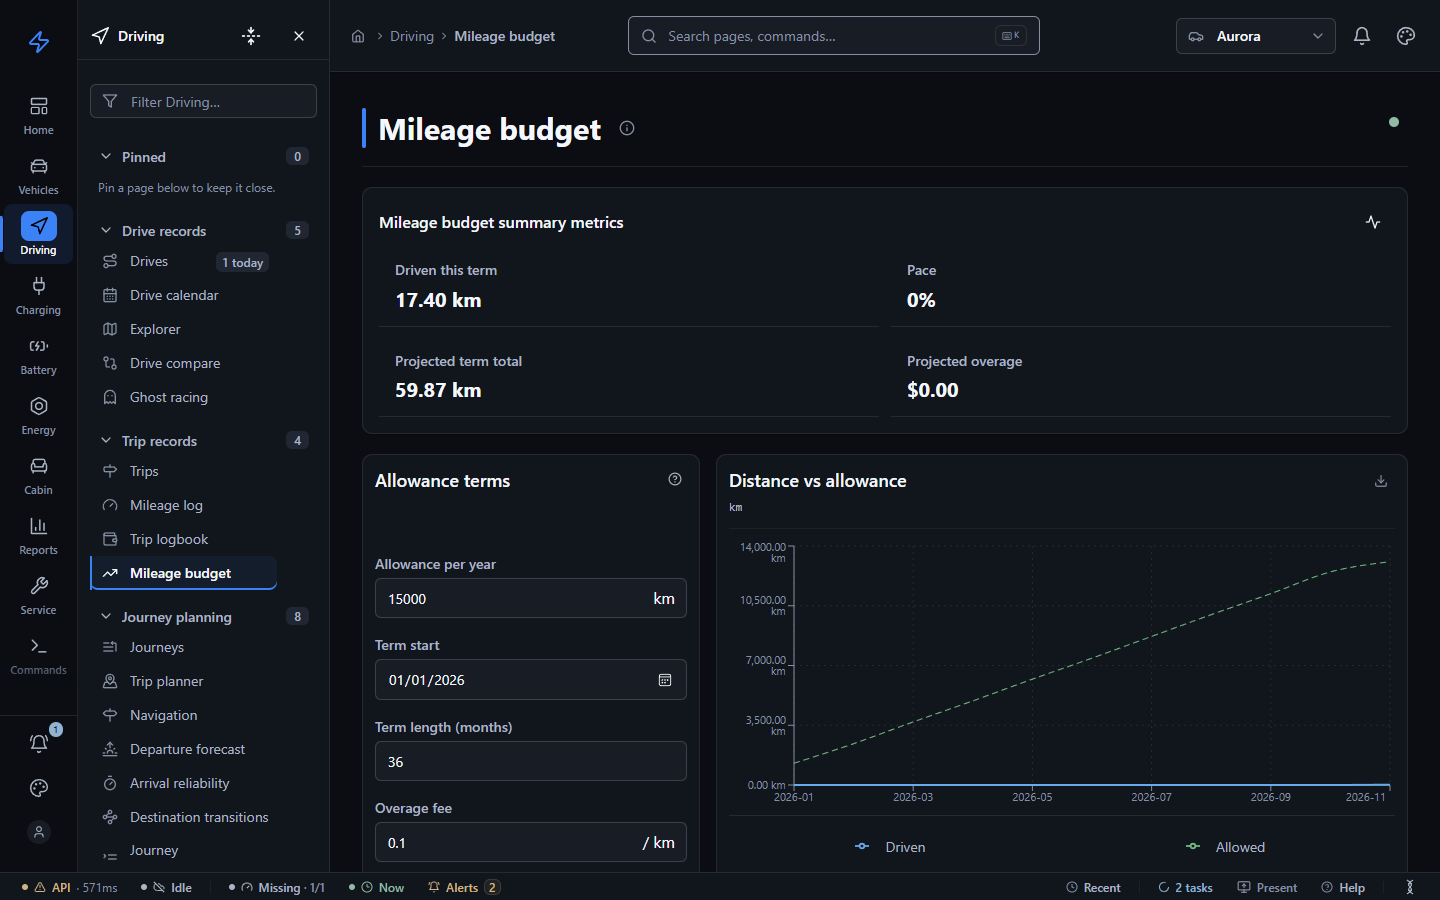 Driving
Driving
Mileage budget
Search pages, commands...
K
Aurora
Home
Vehicles
Driving
Charging
Battery
Energy
Cabin
Reports
Service
Commands
1
Filter Driving...
Pinned
0
Pin a page below to keep it close.
Drive records
5
Drives
1 today
Drive calendar
Explorer
Drive compare
Ghost racing
Trip records
4
Trips
Mileage log
Trip logbook
Mileage budget
Journey planning
8
Journeys
Trip planner
Navigation
Departure forecast
Arrival reliability
Destination transitions
Journey
Mileage budget
Mileage budget summary metrics
Driven this term
17.40 km
Pace
0%
Projected term total
59.87 km
Projected overage
$0.00
Allowance terms
Allowance per year
15000 km
Term start
01/01/2026
Term length (months)
36
Overage fee
0.1 / km
Distance vs allowance
km
14,000.00 km
10,500.00 km
7,000.00 km
3,500.00 km
0.00 km
2026-01
2026-03
2026-05
2026-07
2026-09
2026-11
Driven
Allowed
API · 571ms
Idle
Missing · 1/1
Now
Alerts 2
Recent
2 tasks
Present
Help